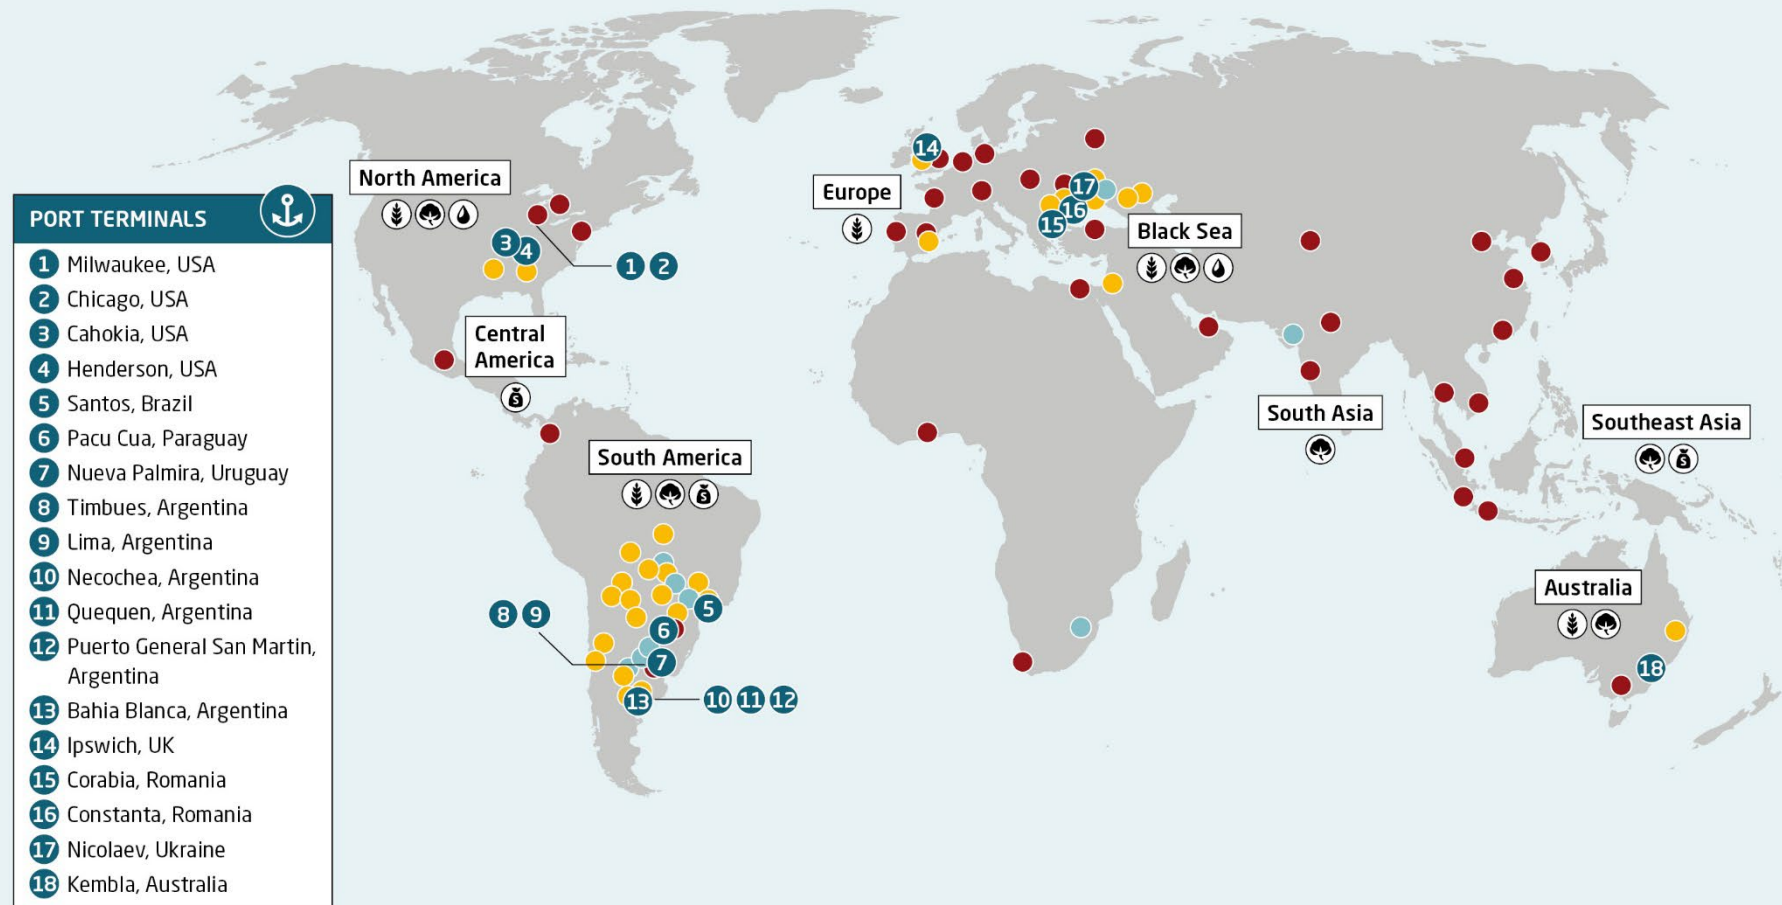 PORT TERMINALS
1 Milwaukee, USA
2 Chicago, USA
3 Cahokia, USA
4 Henderson, USA
5 Santos, Brazil
6 Pacu Cua, Paraguay
7 Nueva Palmira, Uruguay
8 Timbues, Argentina
9 Lima, Argentina
10 Necochea, Argentina
11 Quequen, Argentina
12 Puerto General San Martin,
Argentina
13 Bahia Blanca, Argentina
14 Ipswich, UK
15 Corabia, Romania
16 Constanta, Romania
17 Nicolaev, Ukraine
18 Kembla, Australia
North America
3
4
1 2
Central
America
$
South America
$
5
6
8 9
7
13
10 11 12
Europe
14
17
16
15
Black Sea
South Asia
Southeast Asia
$
Australia
18